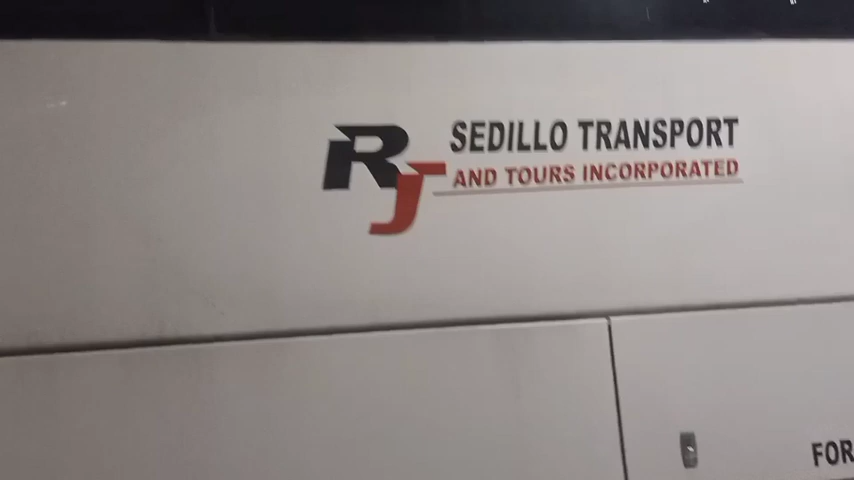 RJ
SEDILLO TRANSPORT
AND TOURS INCORPORATED
FOR